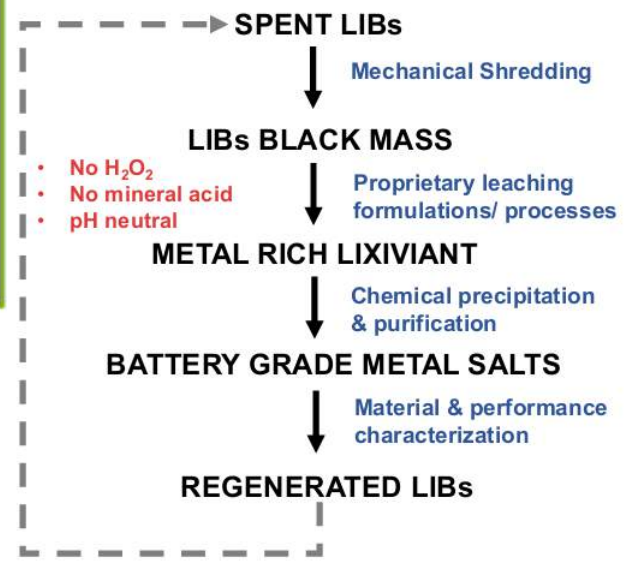 SPENT LIBs
Mechanical Shredding
LIBs BLACK MASS
• No H₂O₂
• No mineral acid
• pH neutral
Proprietary leaching
formulations/ processes
METAL RICH LIXIVIANT
Chemical precipitation
& purification
BATTERY GRADE METAL SALTS
Material & performance
characterization
REGENERATED LIBs